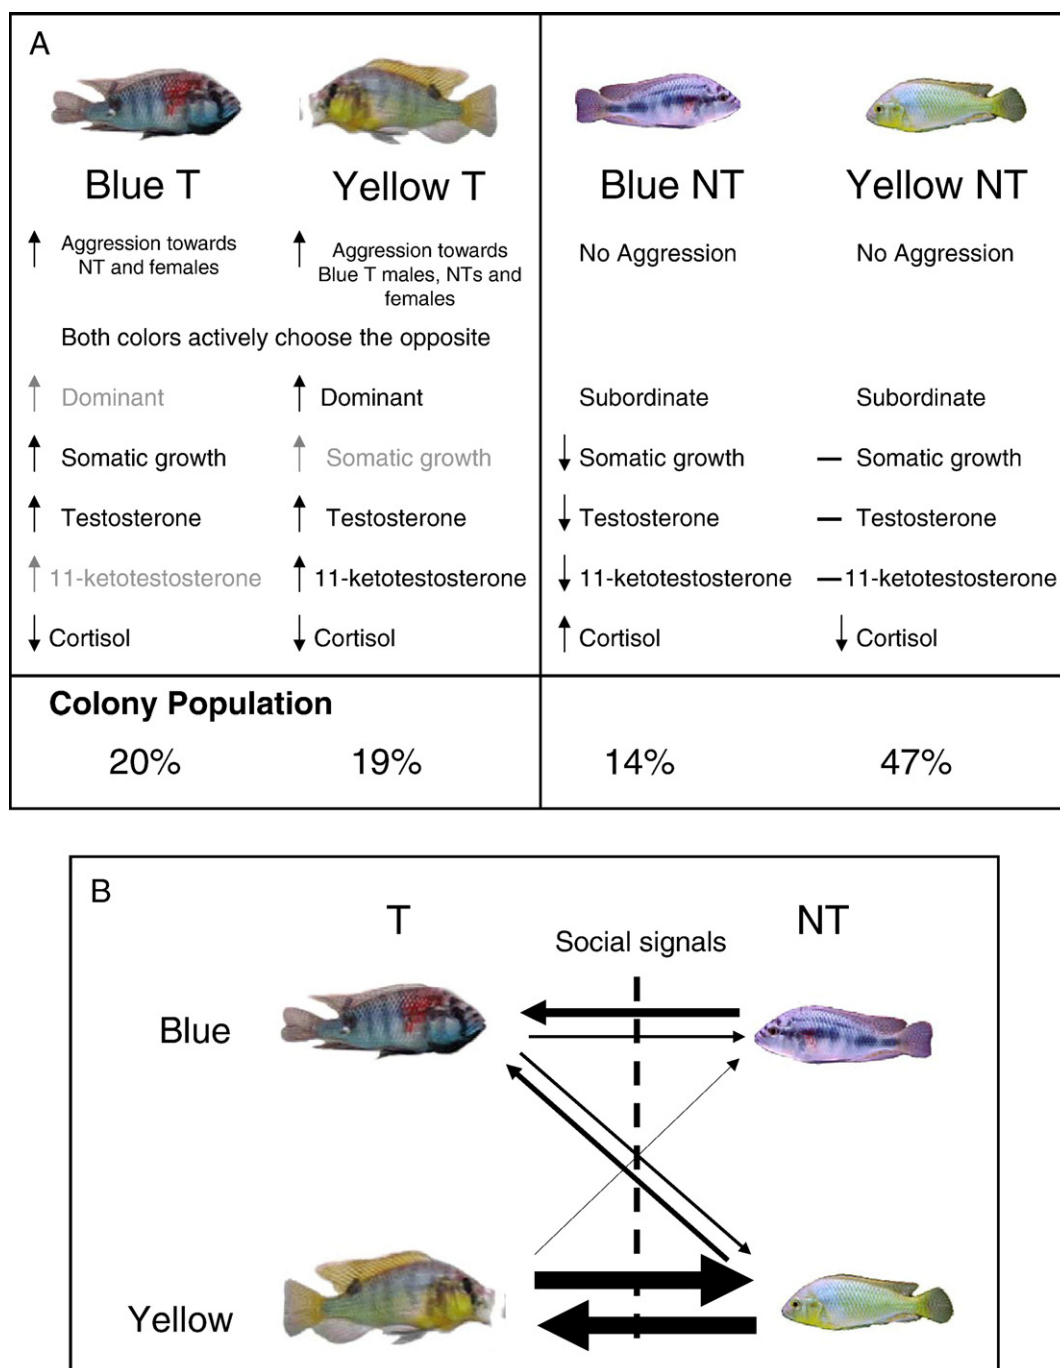 A
Blue T
Yellow T
Blue NT
Yellow NT
Aggression towards
NT and females
Aggression towards
Blue T males, NTs and
females
No Aggression
No Aggression
Both colors actively choose the opposite
Dominant
Dominant
Subordinate
Subordinate
Somatic growth
Somatic growth
Somatic growth
Somatic growth
Testosterone
Testosterone
Testosterone
Testosterone
11-ketotestosterone
11-ketotestosterone
11-ketotestosterone
11-ketotestosterone
Cortisol
Cortisol
Cortisol
Cortisol
Colony Population
20%
19%
14%
47%
B
T
NT
Social signals
Blue
Yellow